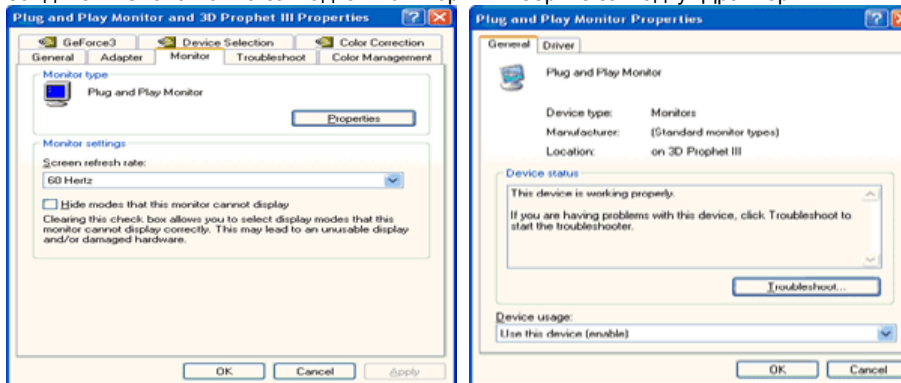 Plug and Play Monitor and 3D Prophet III Properties
GeForce3 Device Selection Color Correction
General Adapter Monitor Troubleshoot Color Management
Monitor type
Plug and Play Monitor
Properties
Monitor settings
Screen refresh rate:
60 Hertz
Hide modes that this monitor cannot display
Clearing this check box allows you to select display modes that this
monitor cannot display correctly. This may lead to an unusable display
and/or damaged hardware.
OK Cancel Apply
Plug and Play Monitor Properties
General Driver
Plug and Play Monitor
Device type: Monitors
Manufacturer: (Standard monitor types)
Location: on 3D Prophet III
Device status
This device is working properly.
If you are having problems with this device, click Troubleshoot to
start the troubleshooter.
Troubleshoot...
Device usage:
Use this device (enable)
OK Cancel